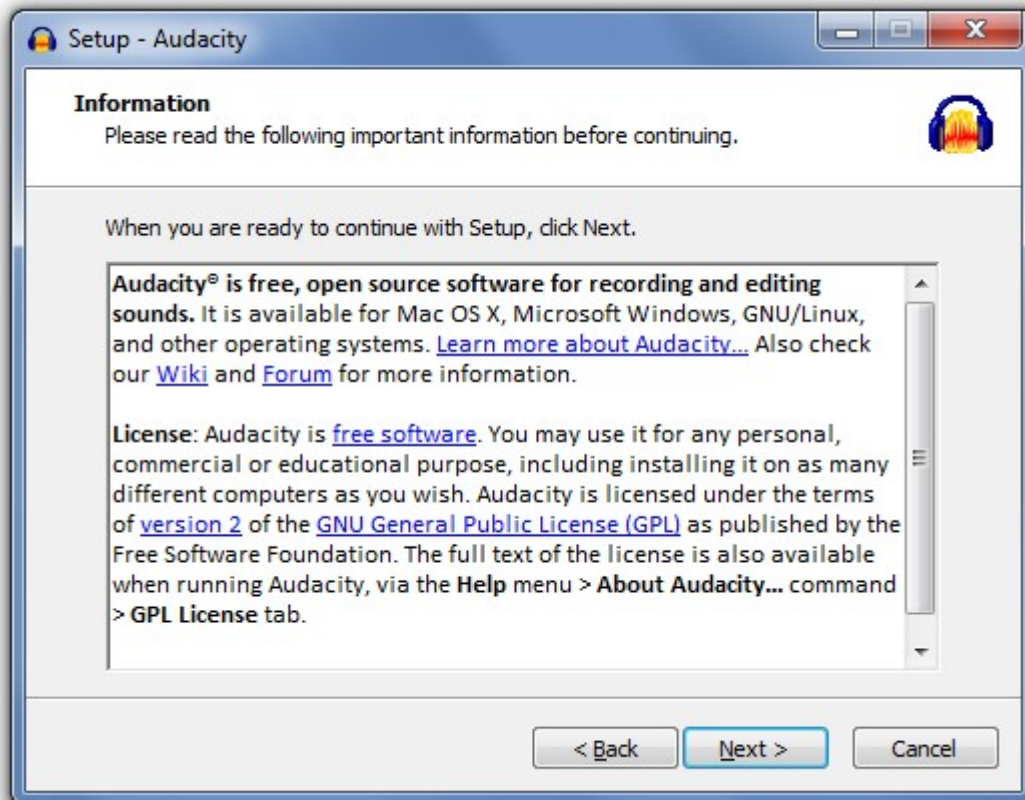 Setup - Audacity
Information
Please read the following important information before continuing.
When you are ready to continue with Setup, click Next.
Audacity® is free, open source software for recording and editing
sounds. It is available for Mac OS X, Microsoft Windows, GNU/Linux,
and other operating systems. Learn more about Audacity... Also check
our Wiki and Forum for more information.
License: Audacity is free software. You may use it for any personal,
commercial or educational purpose, including installing it on as many
different computers as you wish. Audacity is licensed under the terms
of version 2 of the GNU General Public License (GPL) as published by the
Free Software Foundation. The full text of the license is also available
when running Audacity, via the Help menu > About Audacity... command
> GPL License tab.
< Back Next > Cancel